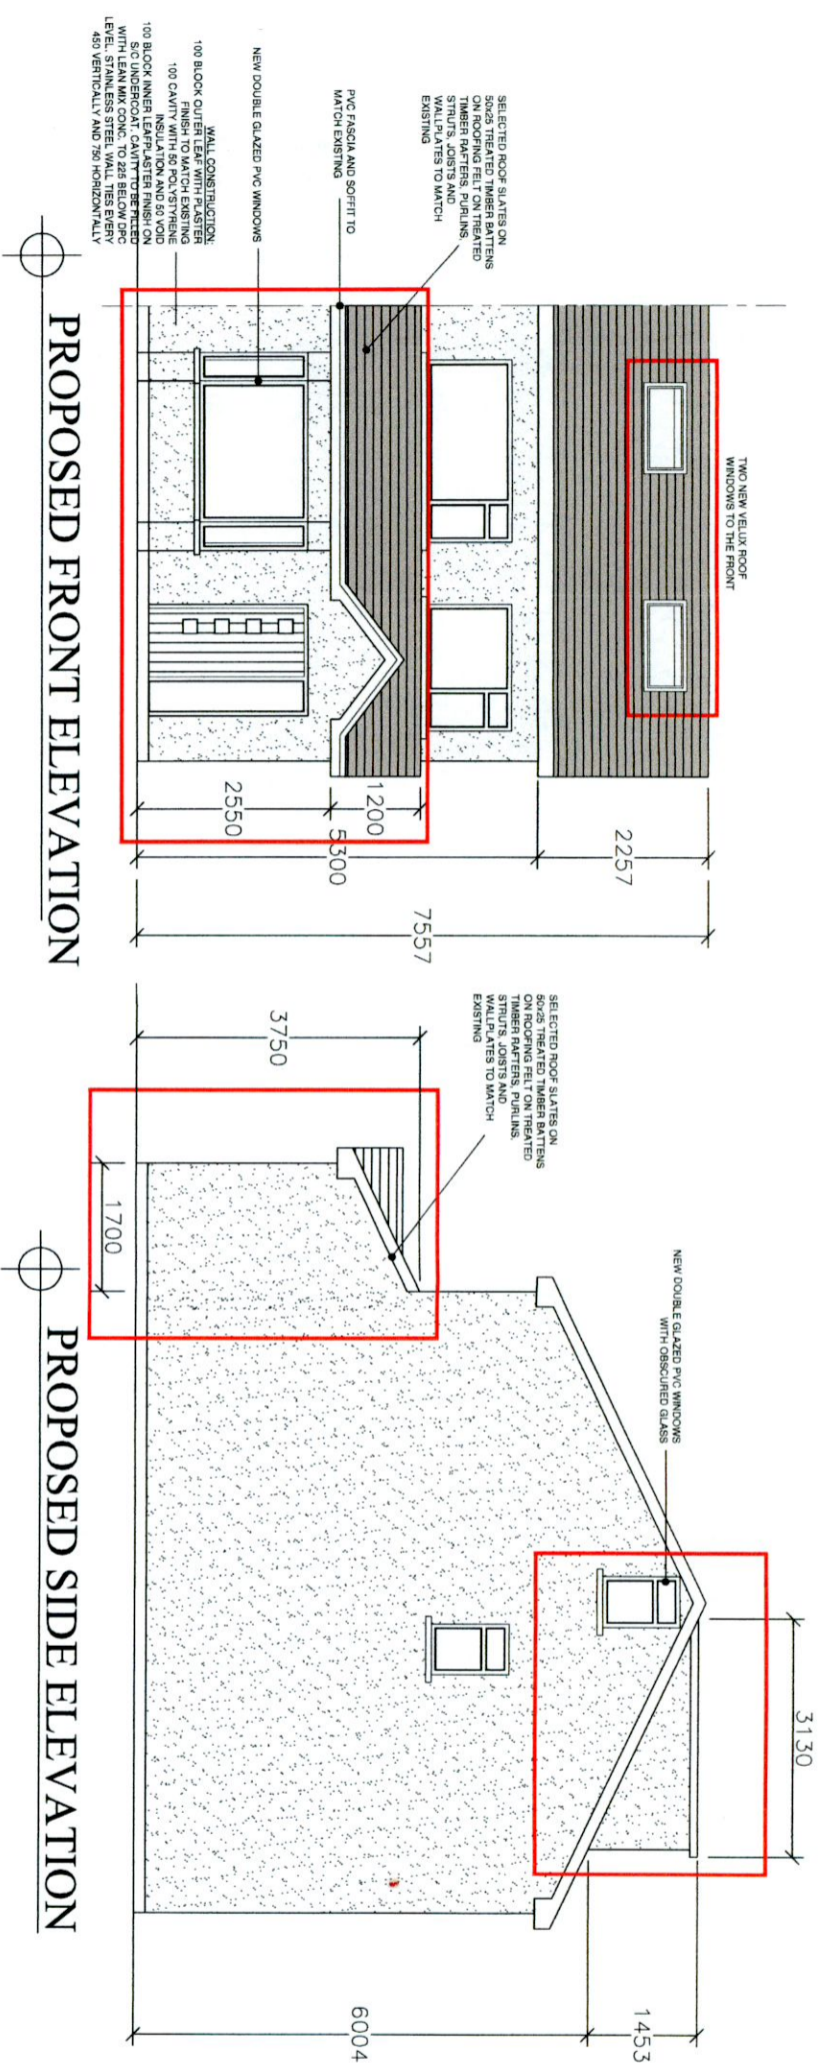 TWO NEW VELUX ROOF
WINDOWS TO THE FRONT
SELECTED ROOF SLATES ON
50x25 TREATED TIMBER BATTENS
ON ROOFING FELT ON TREATED
TIMBER RAFTERS, PURLINS,
STRUTS, JOISTS AND
WALLPLATES TO MATCH
EXISTING
PVC FASCIA AND SOFFIT TO
MATCH EXISTING
NEW DOUBLE GLAZED PVC WINDOWS
WALL CONSTRUCTION:
100 BLOCK OUTER LEAF WITH PLASTER
FINISH TO MATCH EXISTING
100 CAVITY WITH 50 POLYSTYRENE
INSULATION AND 50 VOID
100 BLOCK INNER LEAFPLASTER FINISH ON
S/C UNDERCOAT. CAVITY TO BE FILLED
WITH LEAN MIX CONC. TO 225 BELOW DPC
LEVEL. STAINLESS STEEL WALL TIES EVERY
450 VERTICALLY AND 750 HORIZONTALLY
2257
1200
5300
2550
7557
PROPOSED FRONT ELEVATION
3130
NEW DOUBLE GLAZED PVC WINDOWS
WITH OBSCURED GLASS
SELECTED ROOF SLATES ON
50x25 TREATED TIMBER BATTENS
ON ROOFING FELT ON TREATED
TIMBER RAFTERS, PURLINS,
STRUTS, JOISTS AND
WALLPLATES TO MATCH
EXISTING
3750
1700
1453
6004
PROPOSED SIDE ELEVATION